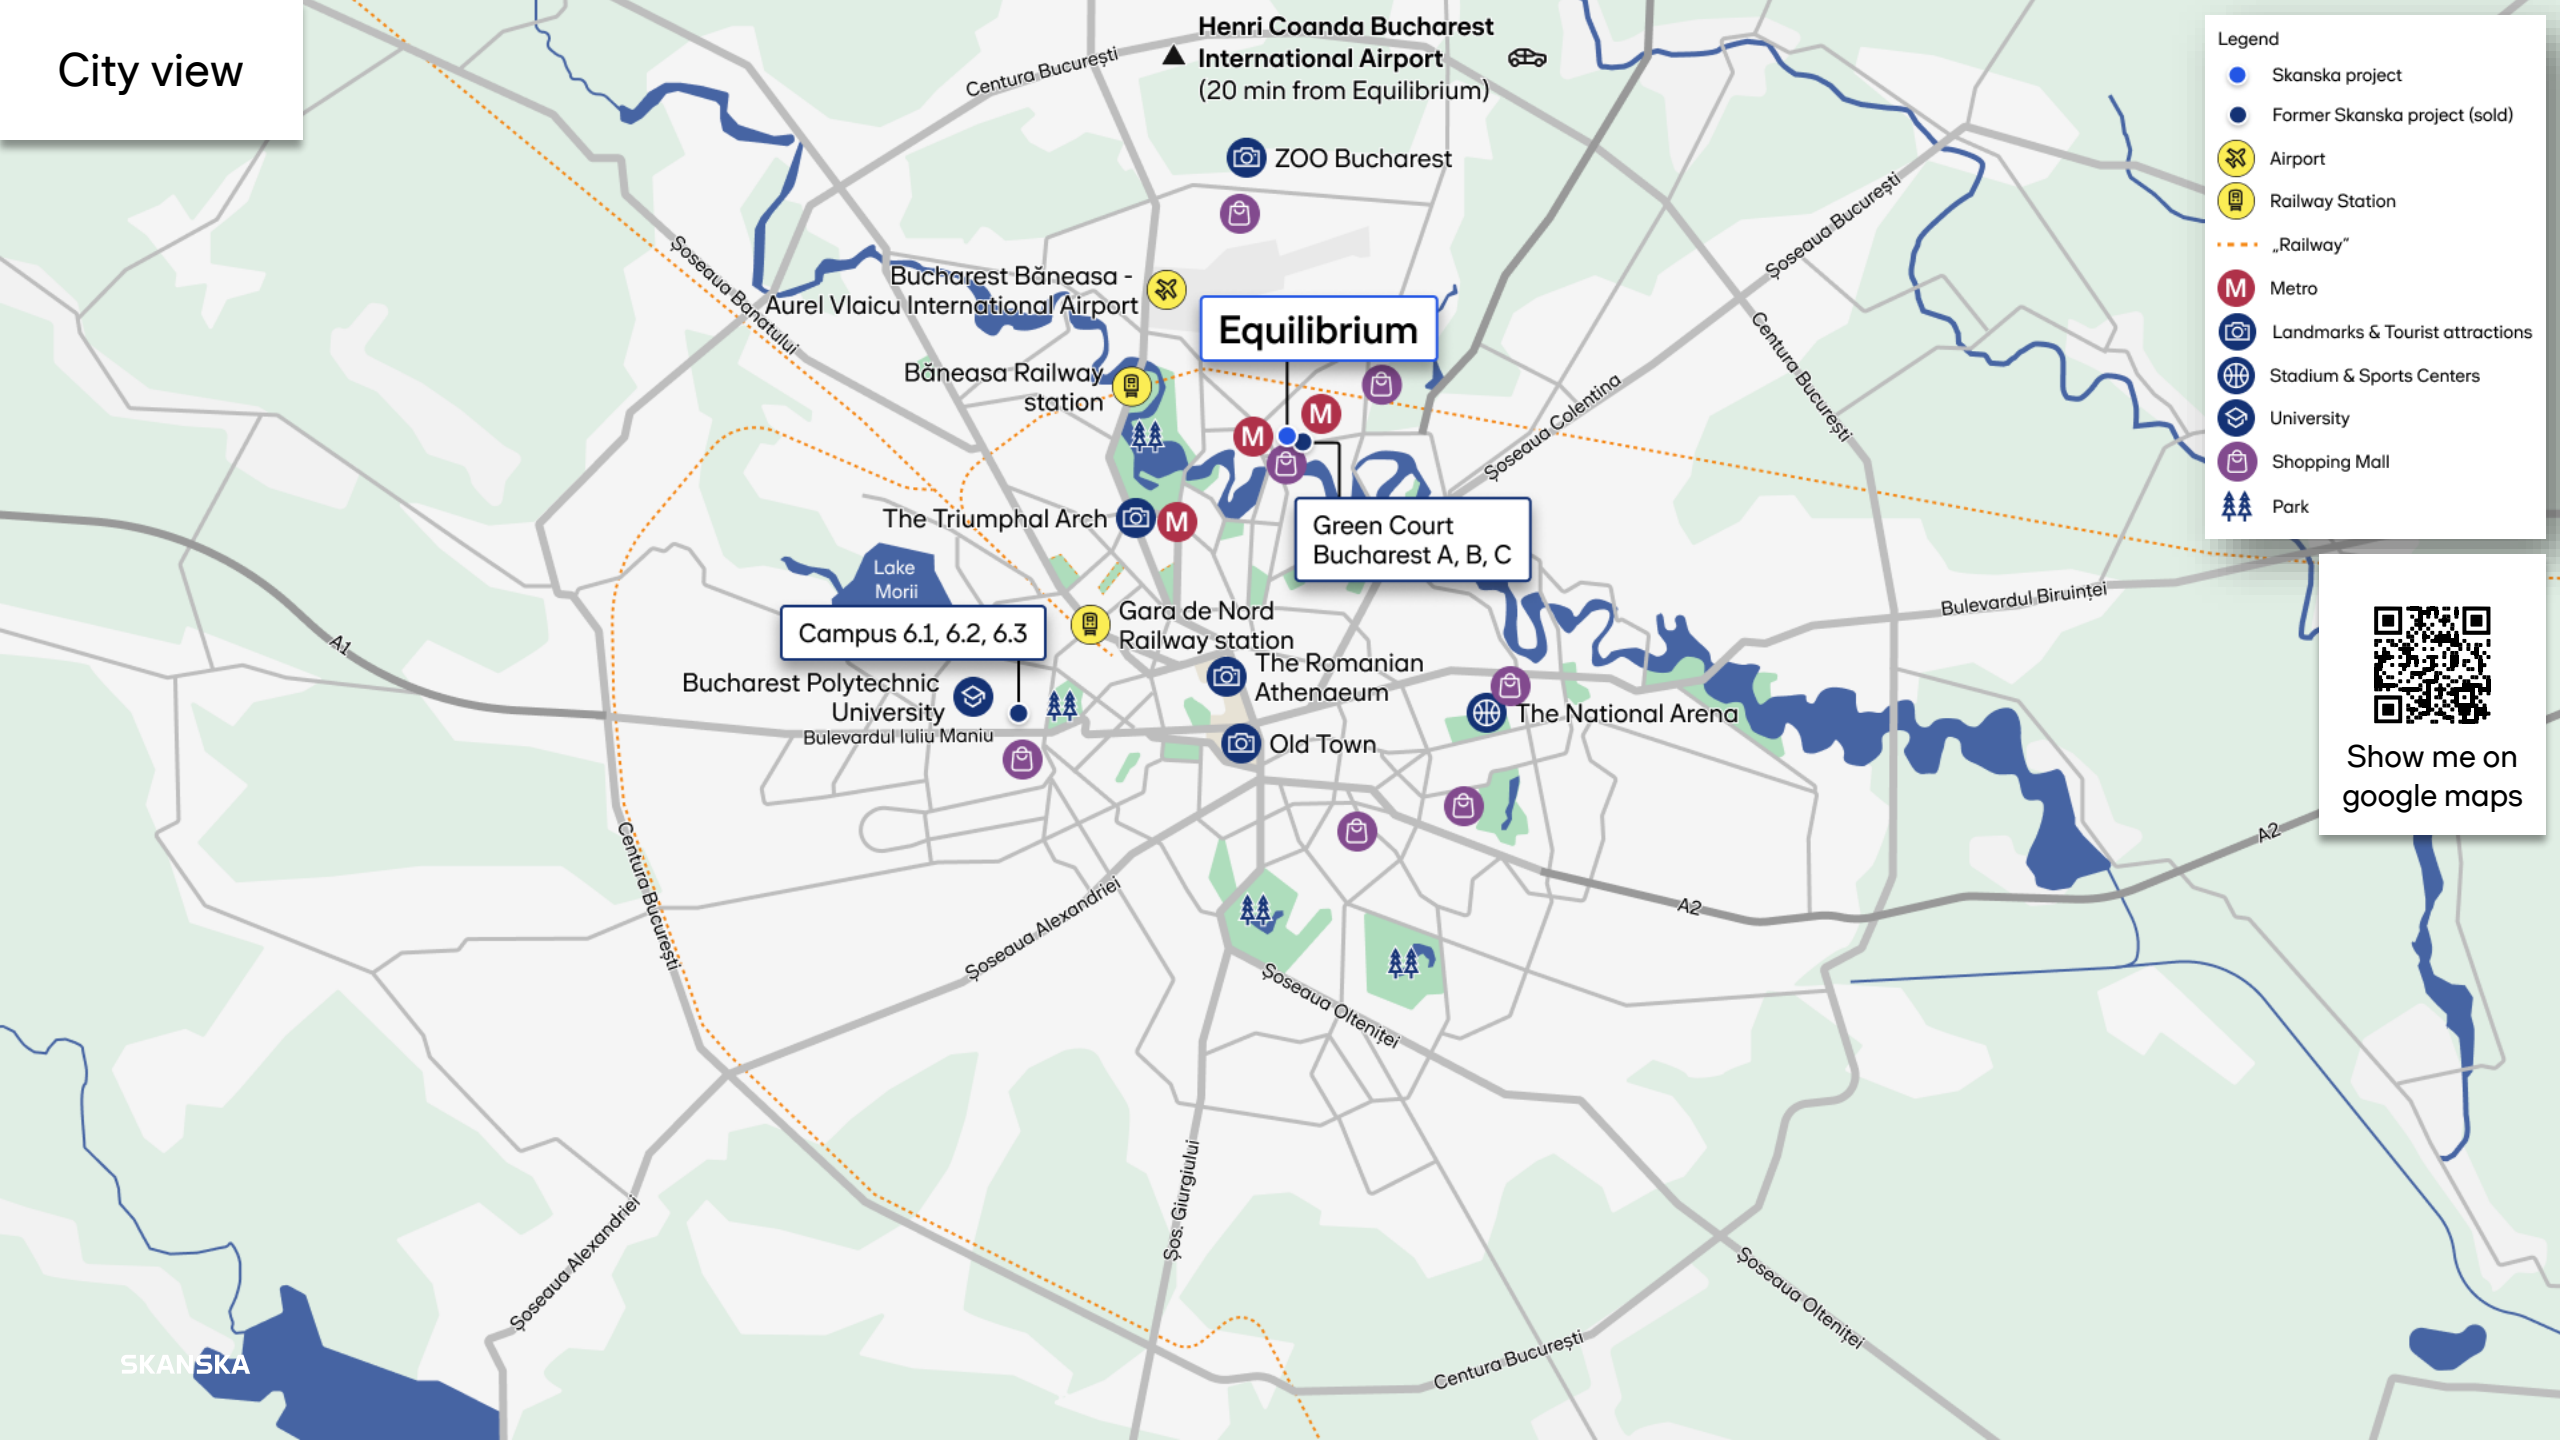 City view
Henri Coanda Bucharest
International Airport
(20 min from Equilibrium)
Centura București
ZOO Bucharest
Șoseaua București
Șoseaua Banatului
Bucharest Băneasa -
Aurel Vlaicu International Airport
Equilibrium
Centura București
Băneasa Railway
station
M
M
Șoseaua Colentina
The Triumphal Arch
M
Green Court
Bucharest A, B, C
Lake
Morii
Campus 6.1, 6.2, 6.3
Gara de Nord
Railway station
Bulevardul Biruinței
A1
The Romanian
Athenaeum
Bucharest Polytechnic
University
Bulevardul Iuliu Maniu
The National Arena
Old Town
Centura București
Șoseaua Alexandriei
A2
A2
Șoseaua Olteniței
Șos. Giurgiului
Șoseaua Alexandriei
Șoseaua Olteniței
Centura București
SKANSKA
Legend
Skanska project
Former Skanska project (sold)
Airport
Railway Station
„Railway”
M Metro
Landmarks & Tourist attractions
Stadium & Sports Centers
University
Shopping Mall
Park
Show me on
google maps